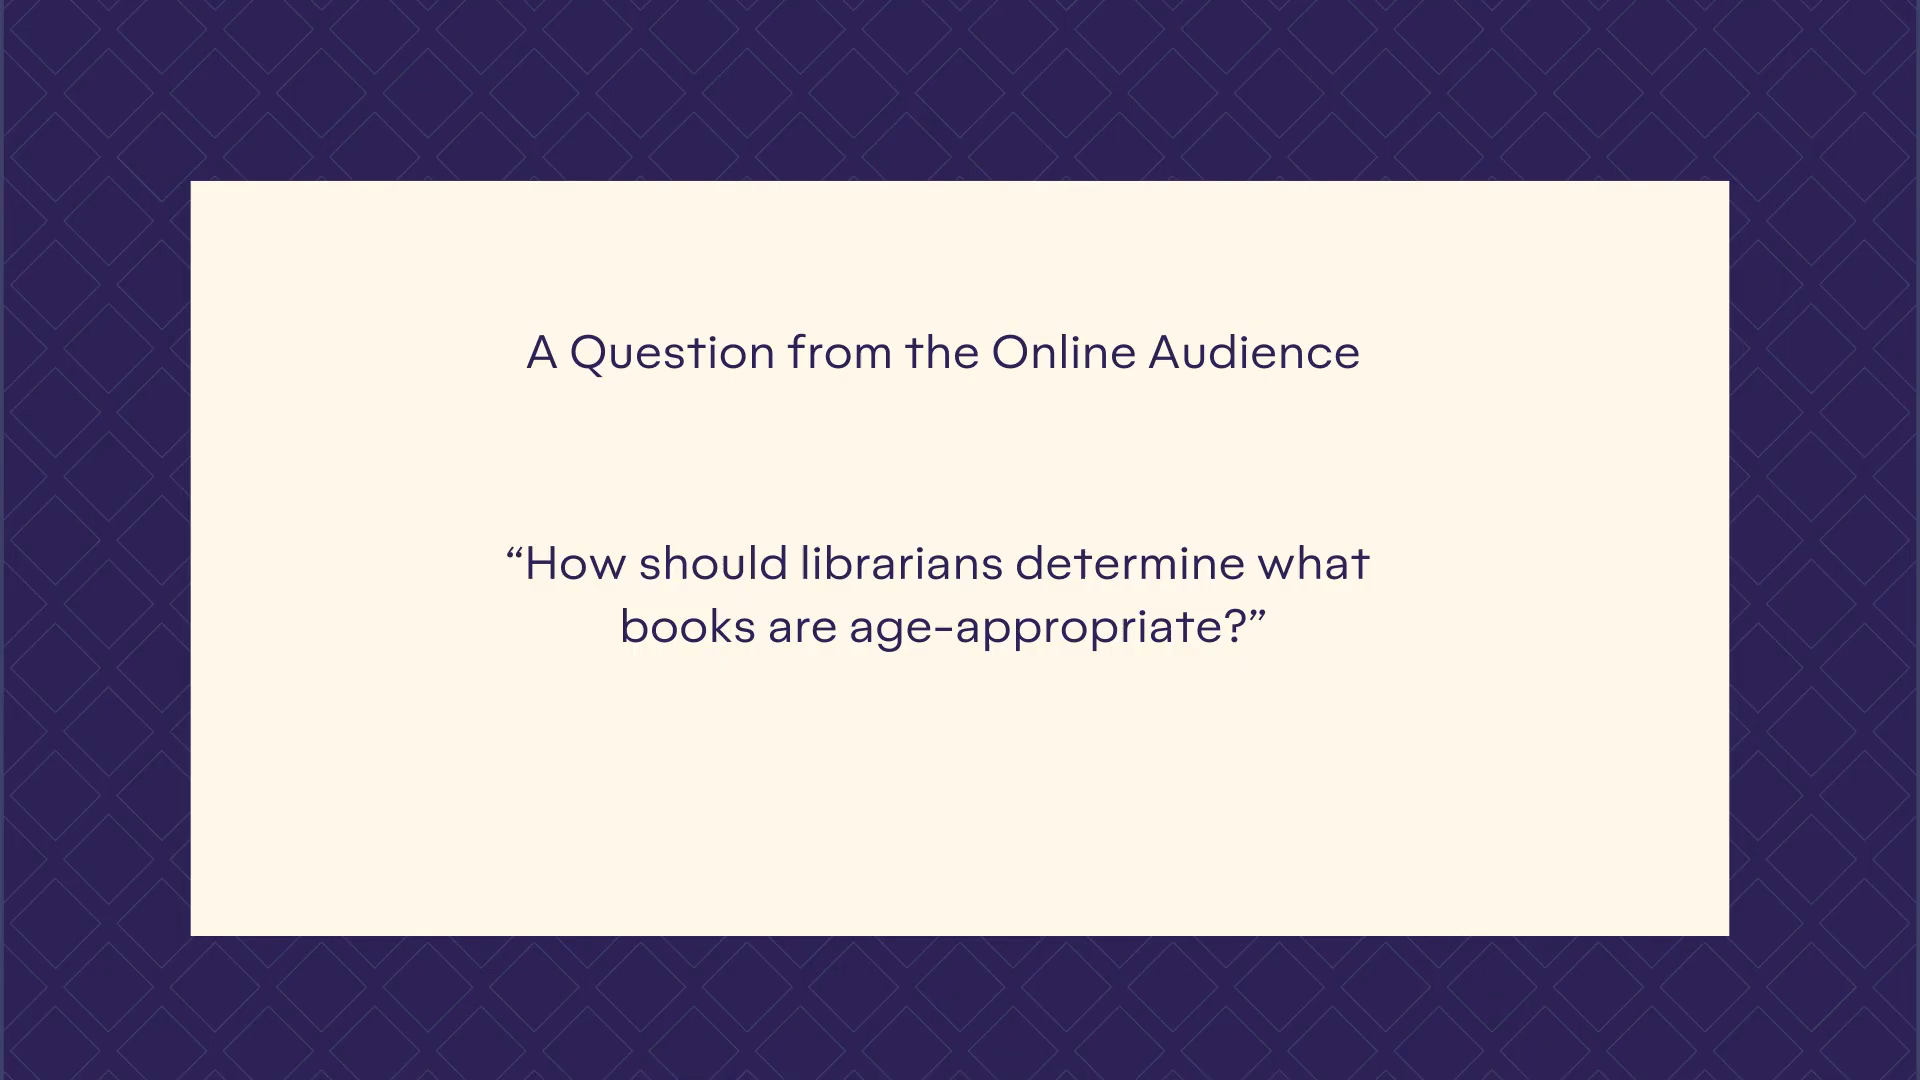 A Question from the Online Audience
“How should librarians determine what
books are age-appropriate?”